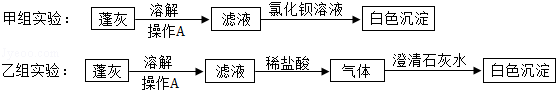 甲组实验： 蓬灰 溶解 操作A 滤液 氯化钡溶液 白色沉淀
乙组实验： 蓬灰 溶解 操作A 滤液 稀盐酸 气体 澄清石灰水 白色沉淀